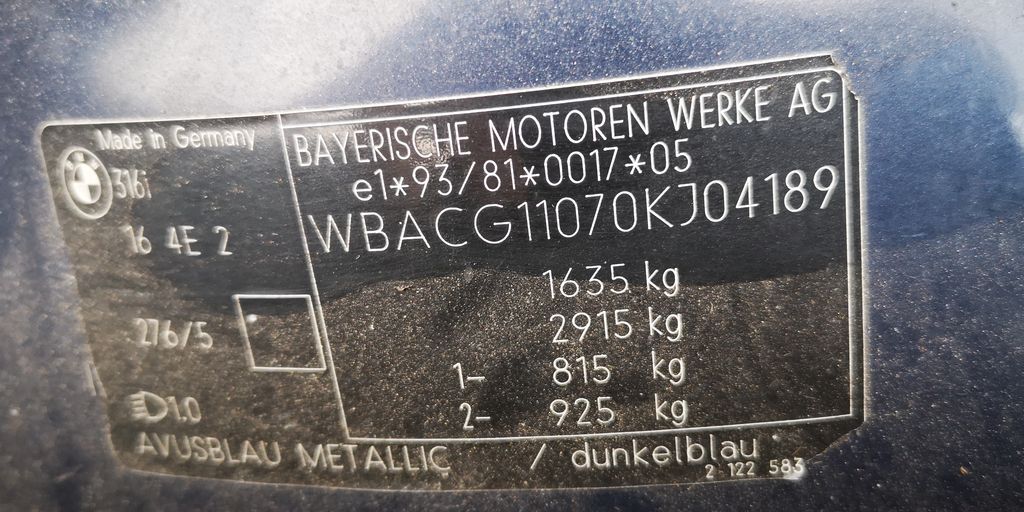 Made in Germany
316i
16 4E 2
276/5
1.0
BAYERISCHE MOTOREN WERKE AG
e1*93/81*0017*05
WBACG11070KJ04189
1635 kg
2915 kg
1- 815 kg
2- 925 kg
AVUSBLAU METALLIC / dunkelblau
2 122 583